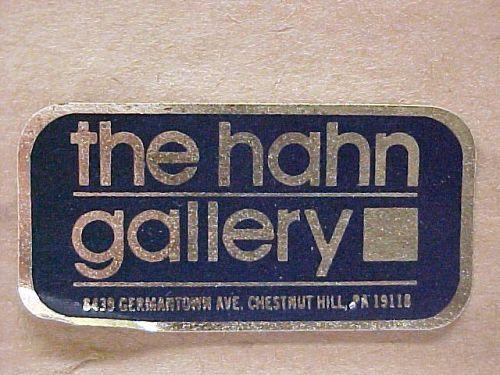 the hahn
gallery
8439 GERMANTOWN AVE. CHESTNUT HILL, PA 19118